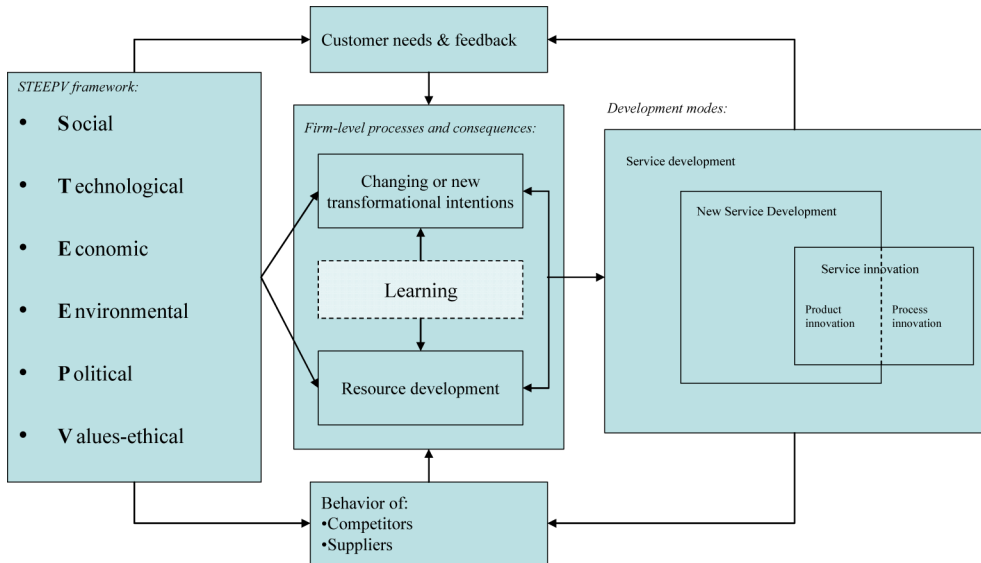 Customer needs & feedback
STEEPV framework:
• Social
• Technological
• Economic
• Environmental
• Political
• Values-ethical
Firm-level processes and consequences:
Changing or new
transformational intentions
Learning
Resource development
Behavior of:
•Competitors
•Suppliers
Development modes:
Service development
New Service Development
Service innovation
Product
innovation
Process
innovation